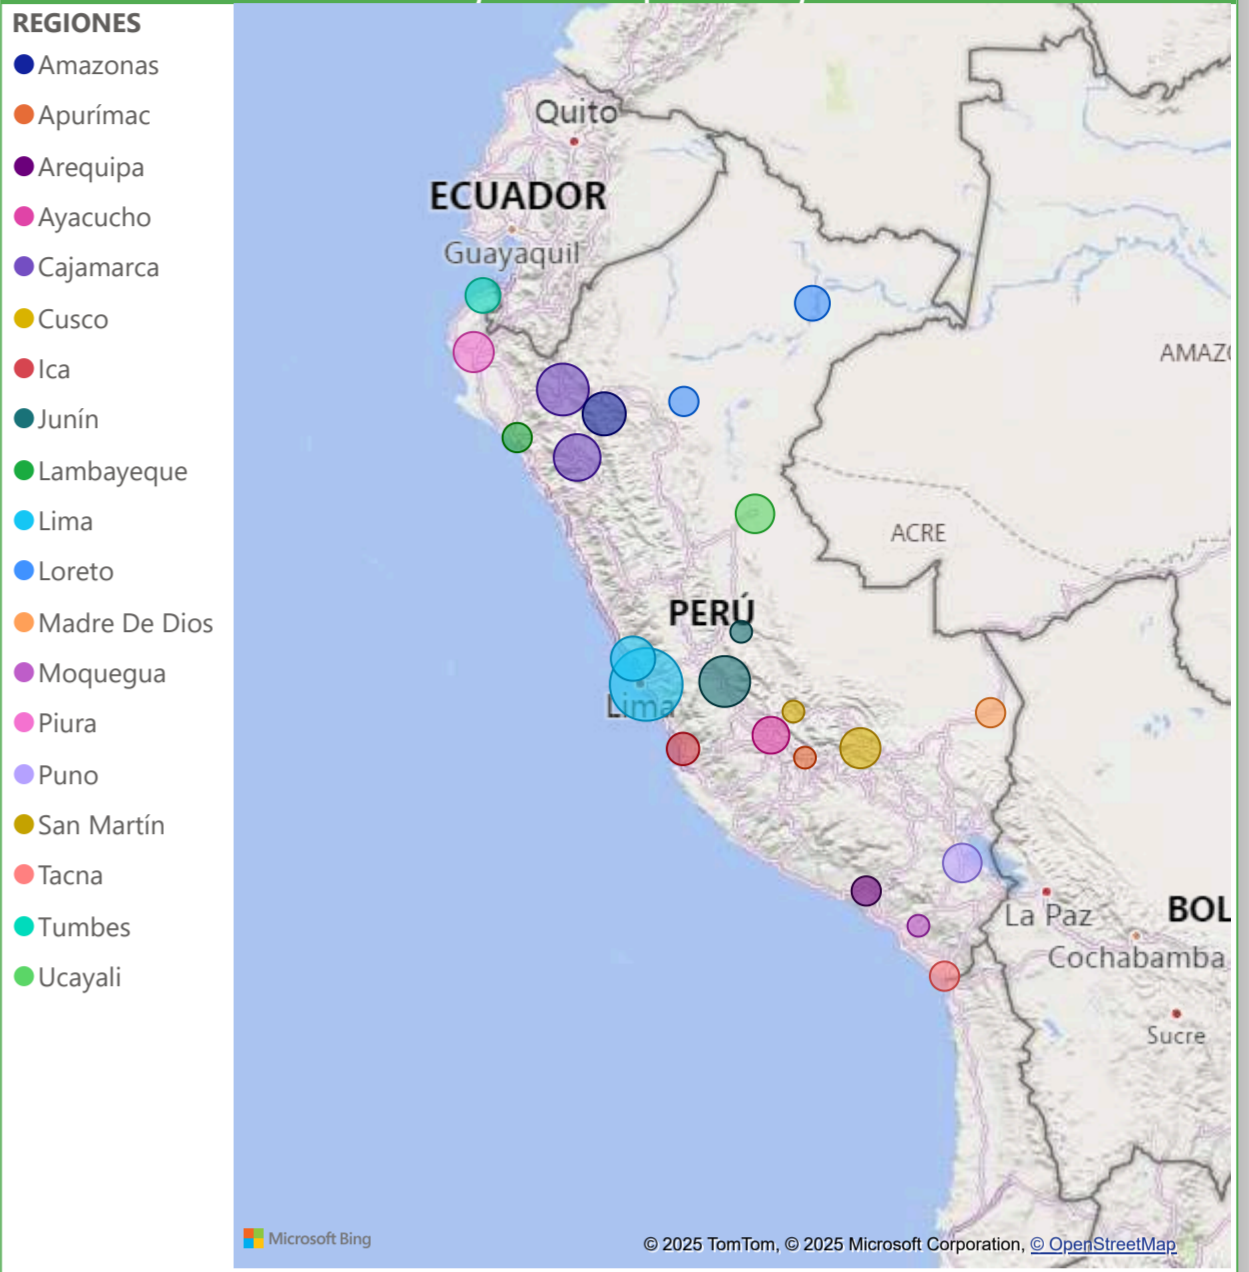 REGIONES
Amazonas
Apurímac
Arequipa
Ayacucho
Cajamarca
Cusco
Ica
Junín
Lambayeque
Lima
Loreto
Madre De Dios
Moquegua
Piura
Puno
San Martín
Tacna
Tumbes
Ucayali
Quito
ECUADOR
Guayaquil
AMAZ
ACRE
PERÚ
Lima
La Paz
BOL
Cochabamba
Sucre
Microsoft Bing
© 2025 TomTom, © 2025 Microsoft Corporation, © OpenStreetMap